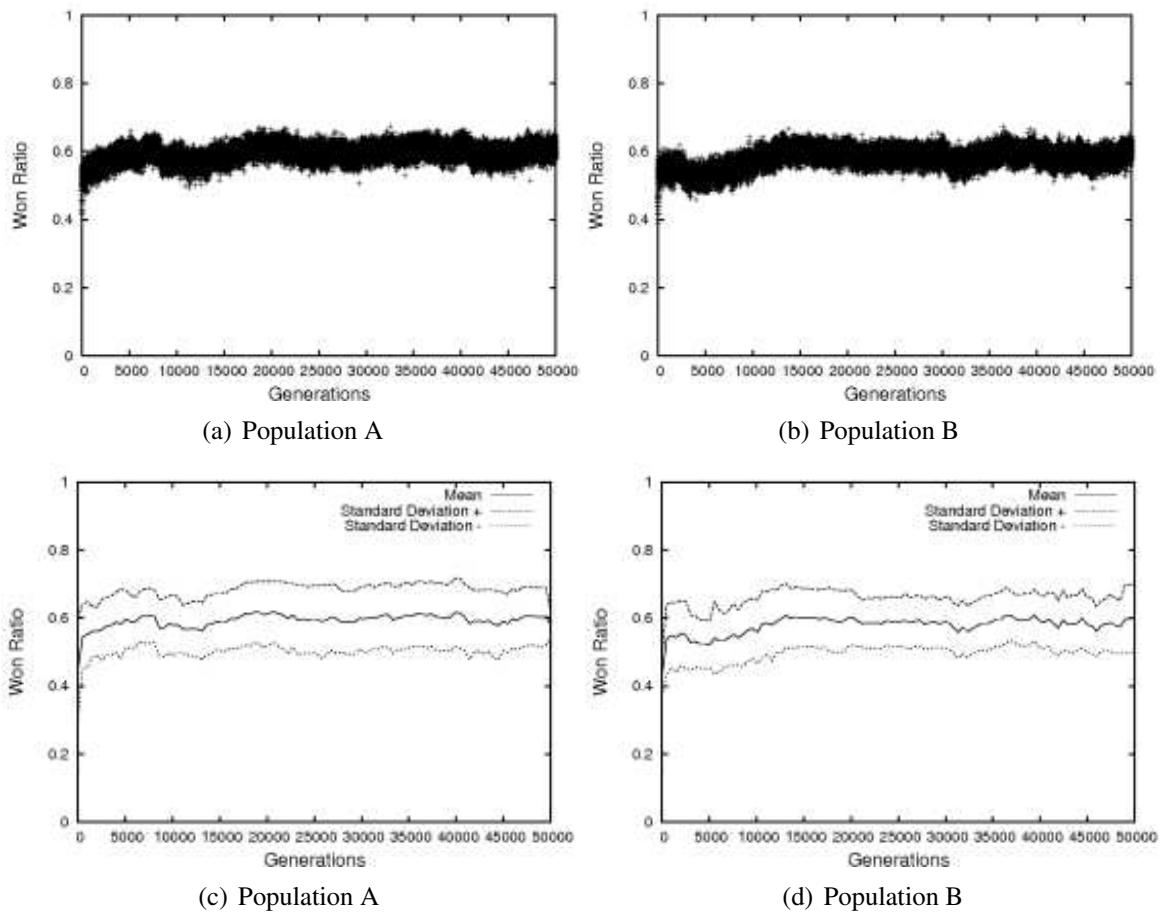 1
0.8
0.6
0.4
0.2
0
Won Ratio
0 5000 10000 15000 20000 25000 30000 35000 40000 45000 50000
Generations
(a) Population A
1
0.8
0.6
0.4
0.2
0
Won Ratio
0 5000 10000 15000 20000 25000 30000 35000 40000 45000 50000
Generations
(b) Population B
1
0.8
0.6
0.4
0.2
0
Won Ratio
Mean
Standard Deviation +
Standard Deviation -
0 5000 10000 15000 20000 25000 30000 35000 40000 45000 50000
Generations
(c) Population A
1
0.8
0.6
0.4
0.2
0
Won Ratio
Mean
Standard Deviation +
Standard Deviation -
0 5000 10000 15000 20000 25000 30000 35000 40000 45000 50000
Generations
(d) Population B